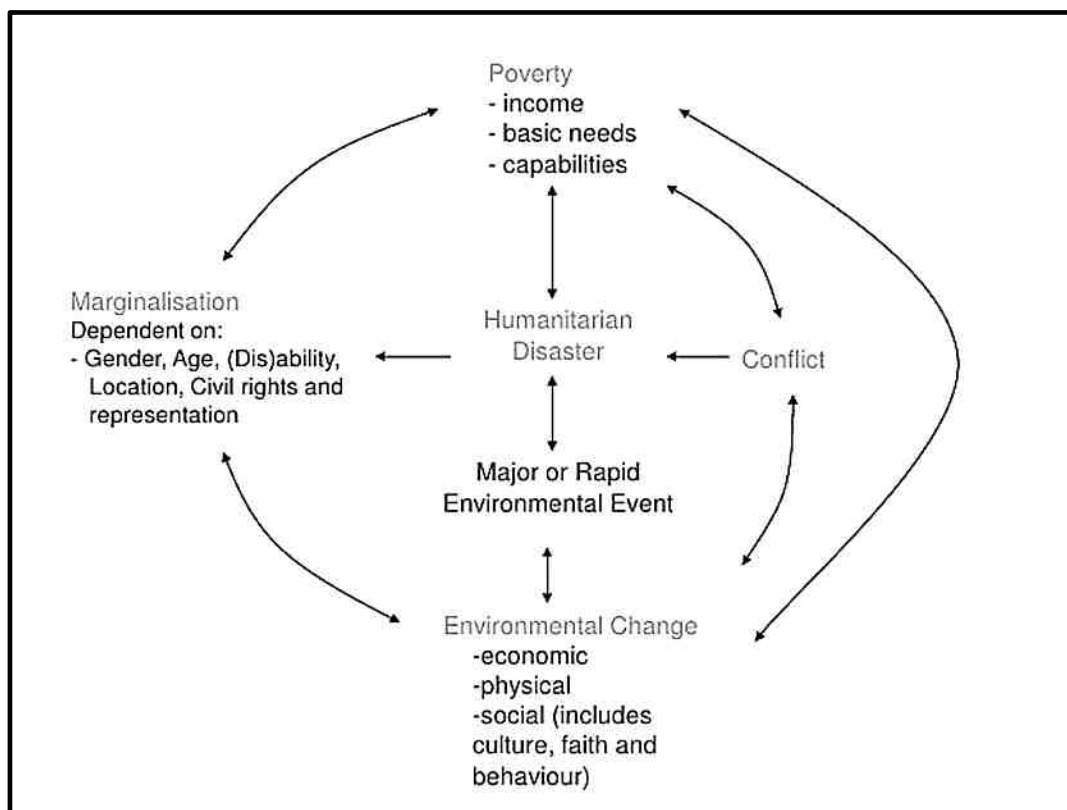 Poverty
- income
- basic needs
- capabilities
Marginalisation
Dependent on:
- Gender, Age, (Dis)ability,
Location, Civil rights and
representation
Humanitarian
Disaster
Conflict
Major or Rapid
Environmental Event
Environmental Change
-economic
-physical
-social (includes
culture, faith and
behaviour)